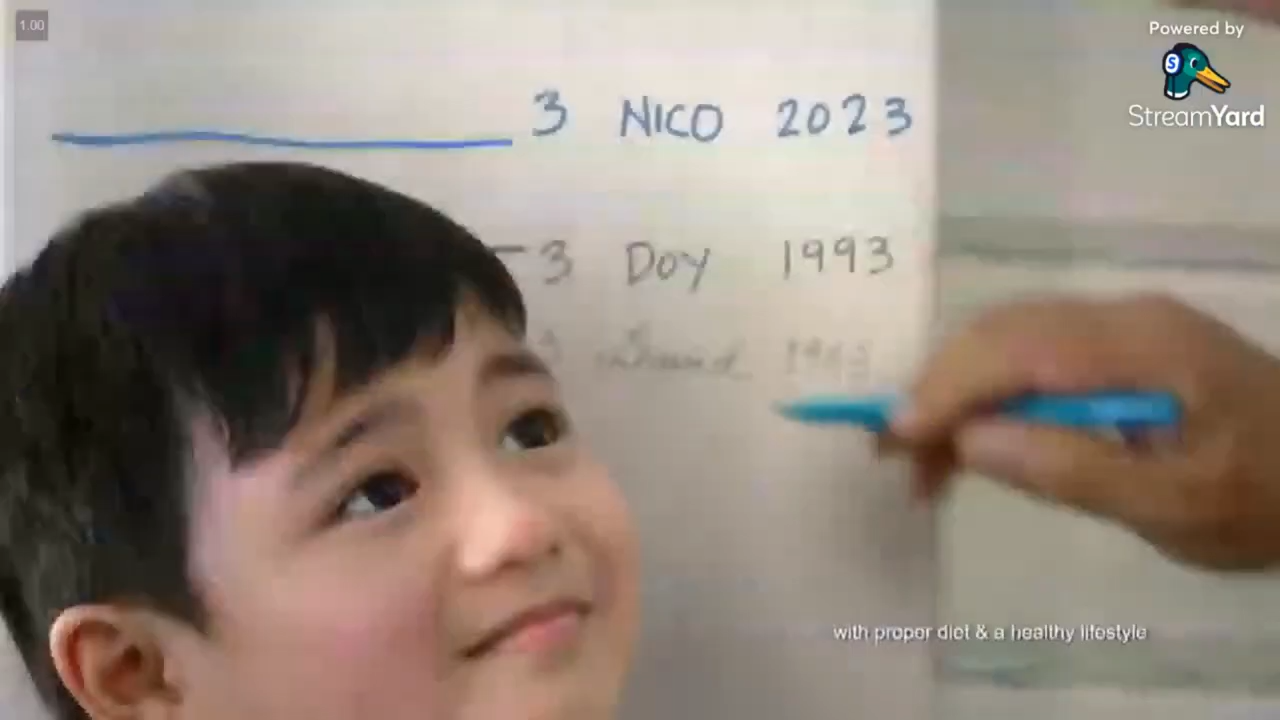 1.00
Powered by
StreamYard
3 NICO 2023
3 DOY 1993
with proper diet & a healthy lifestyle